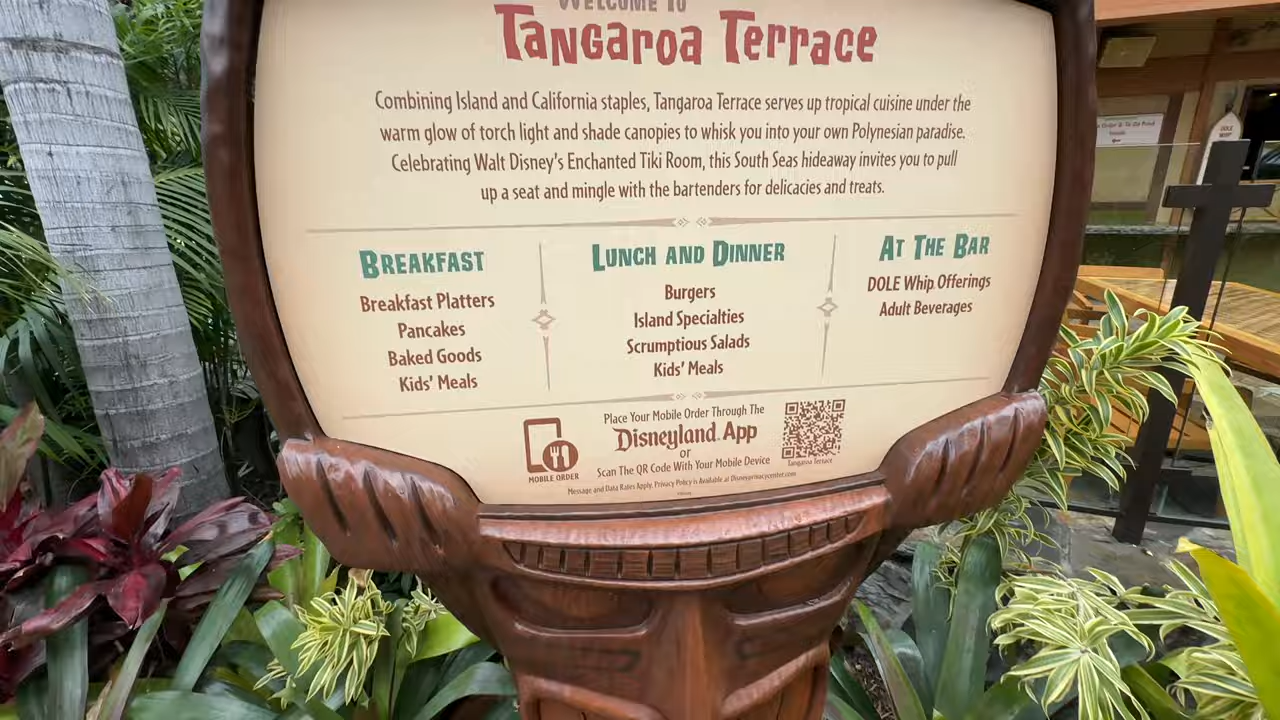 WELCOME TO
Tangaroa Terrace
Combining Island and California staples, Tangaroa Terrace serves up tropical cuisine under the
warm glow of torch light and shade canopies to whisk you into your own Polynesian paradise.
Celebrating Walt Disney's Enchanted Tiki Room, this South Seas hideaway invites you to pull
up a seat and mingle with the bartenders for delicacies and treats.
BREAKFAST
Breakfast Platters
Pancakes
Baked Goods
Kids' Meals
LUNCH AND DINNER
Burgers
Island Specialties
Scrumptious Salads
Kids' Meals
AT THE BAR
DOLE Whip Offerings
Adult Beverages
MOBILE ORDER
Place Your Mobile Order Through The
Disneyland App
or
Scan The QR Code With Your Mobile Device
Tangaroa Terrace
Message and Data Rates Apply. Privacy Policy is Available at Disneyprivacycenter.com
DOLE
WHIP